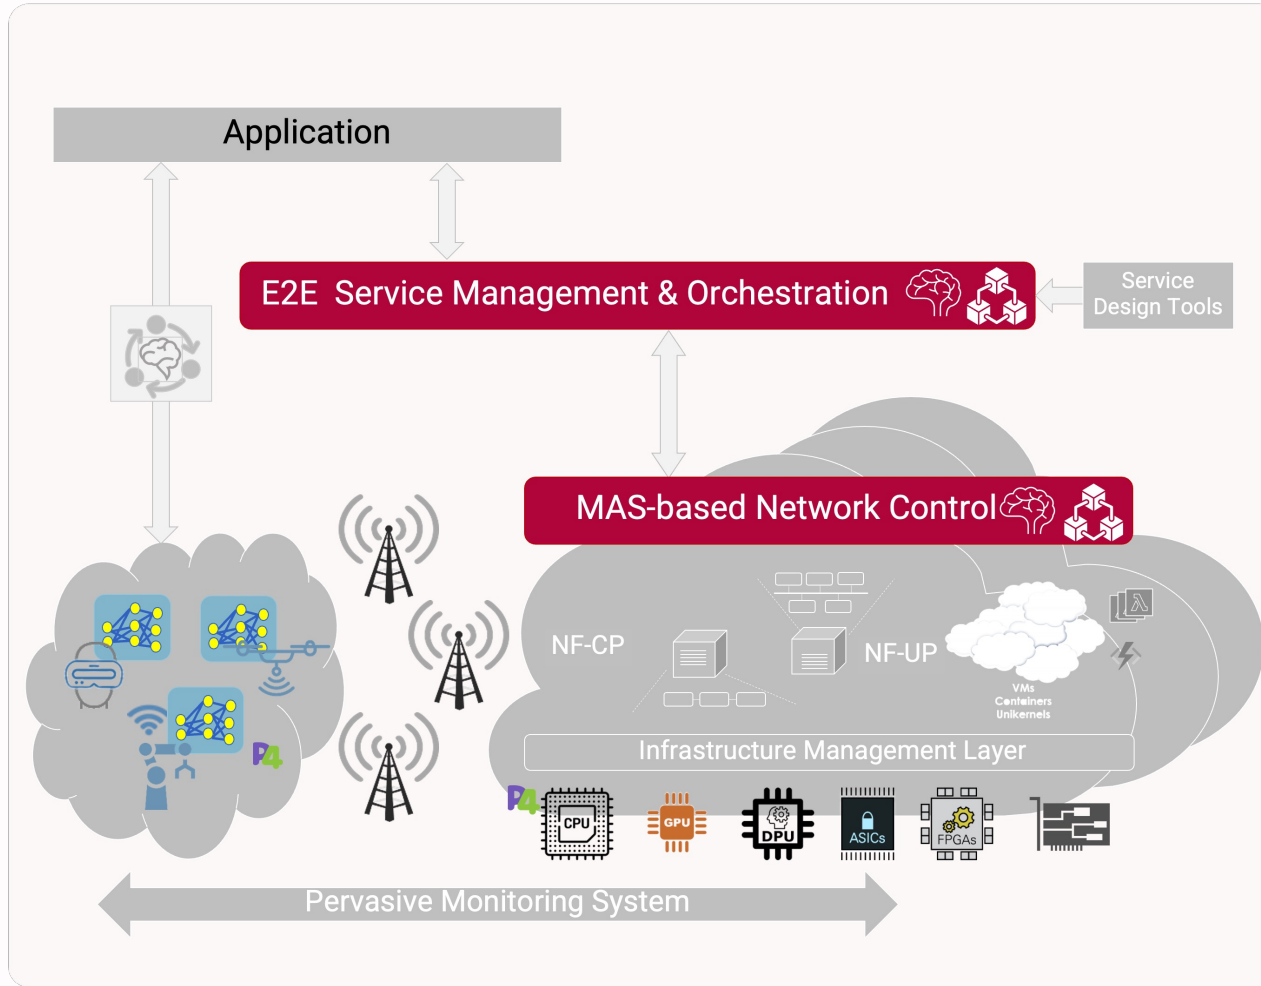 Application
E2E Service Management & Orchestration
Service
Design Tools
MAS-based Network Control
NF-CP
NF-UP
λ
VMs
Containers
Unikernels
P4
Infrastructure Management Layer
P4
CPU
GPU
DPU
ASICs
FPGAs
Pervasive Monitoring System